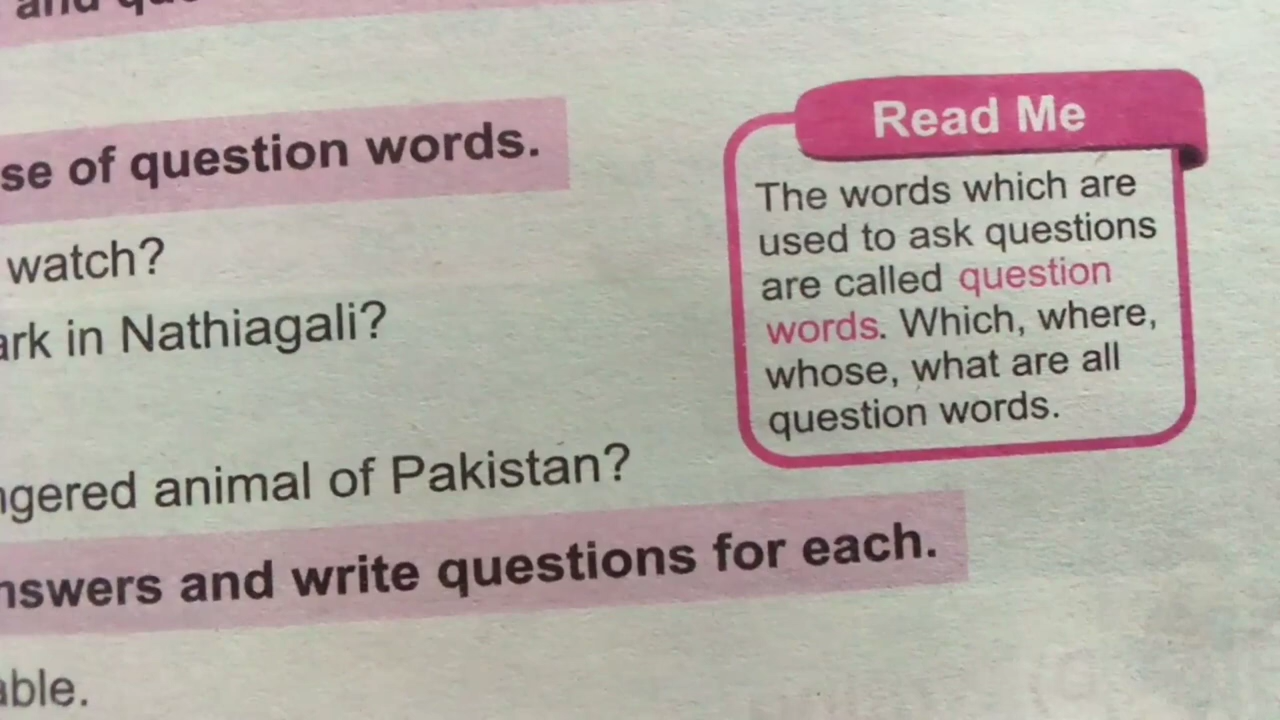 and
se of question words.
watch?
ark in Nathiagali?
ngered animal of Pakistan?
nswers and write questions for each.
able.
Read Me
The words which are
used to ask questions
are called question
words. Which, where,
whose, what are all
question words.